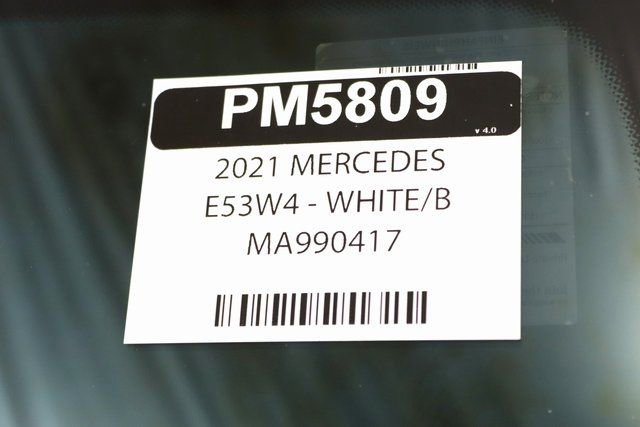 PM5809
v 4.0
2021 MERCEDES
E53W4 - WHITE/B
MA990417